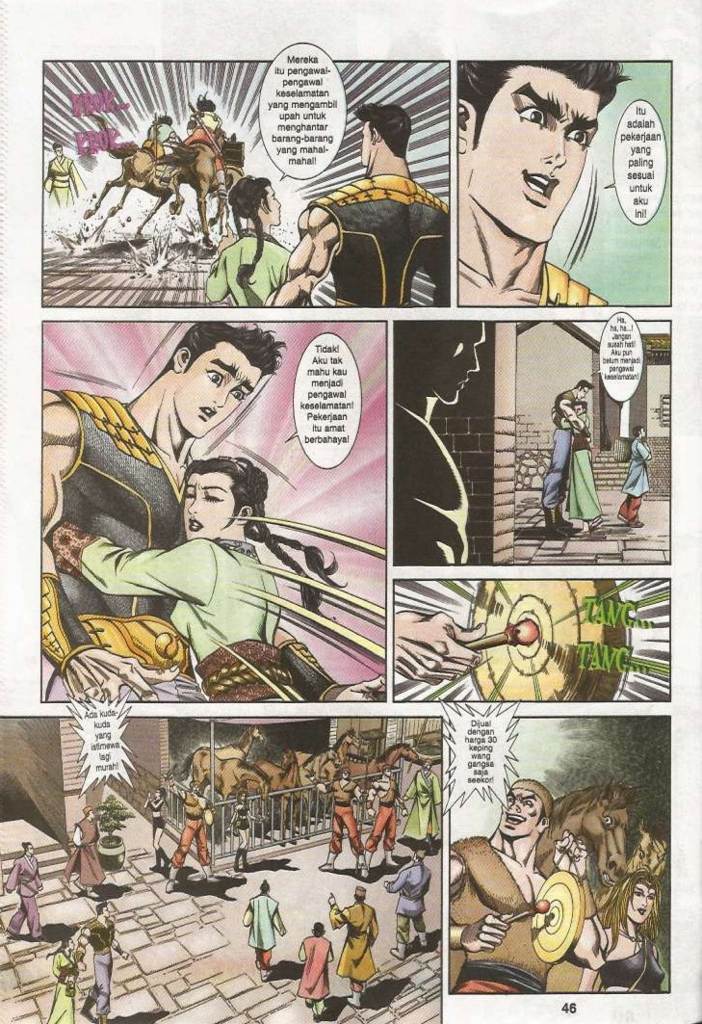 PROK...
PROK...
Mereka
itu pengawal-
pengawal
keselamatan
yang mengambil
upah untuk
menghantar
barang-barang
yang mahal-
mahal!
Itu
adalah
pekerjaan
yang
paling
sesuai
untuk
aku
ini!
Tidak!
Aku tak
mahu kau
menjadi
pengawal
keselamatan!
Pekerjaan
itu amat
berbahaya!
Ha,
ha, ha...!
Jangan
susah hati!
Aku pun
belum menjadi
pengawal
keselamatan!
TANG...
TANG...
Ada kuda-
kuda
yang
istimewa
lagi
murah!
Dijual
dengan
harga 30
keping
wang
gangsa
saja
seekor!
46